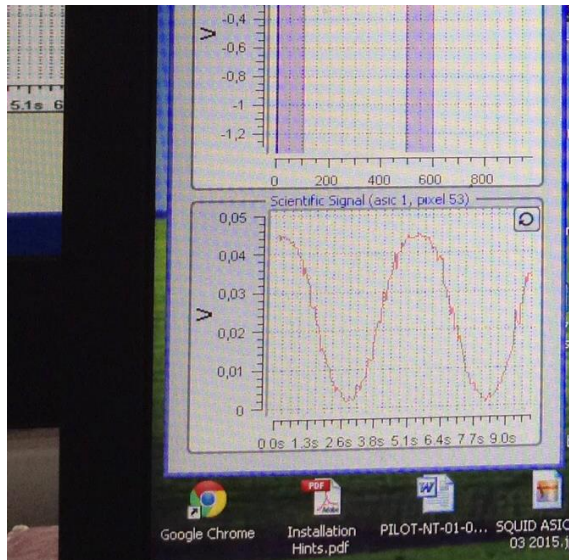 -0,4
-0,6
-0,8
-1
-1,2
V
0 200 400 600 800
5.1s 6
Scientific Signal (asic 1, pixel 53)
0,05
0,04
0,03
0,02
0,01
0
V
0.0s 1.3s 2.6s 3.8s 5.1s 6.4s 7.7s 9.0s
Google Chrome
PDF
Adobe
Installation
Hints.pdf
W
PILOT-NT-01-0...
SQUID ASIC
03 2015.j